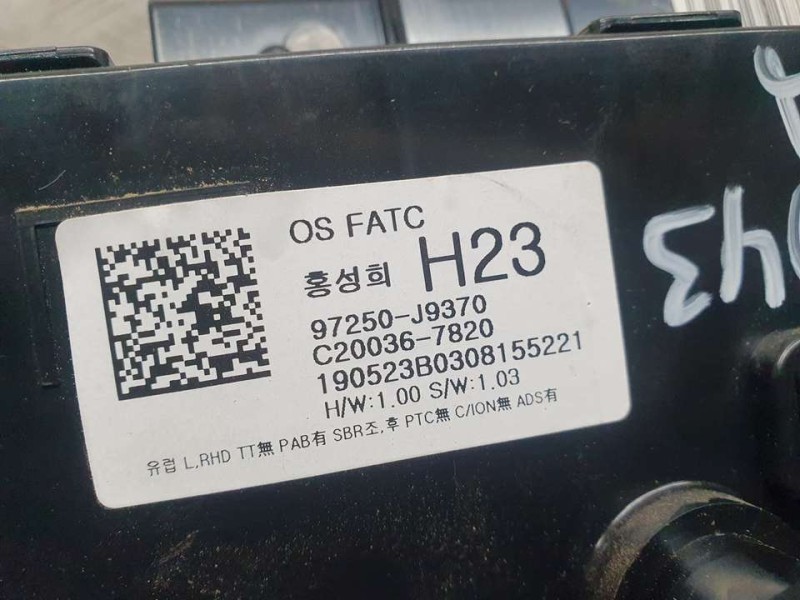 OS FATC
홍성희 H23
97250-J9370
C20036-7820
190523B0308155221
H/W:1.00 S/W:1.03
유럽 L,RHD TT無 PAB有 SBR조,후 PTC無 C/ION無 ADS有
43